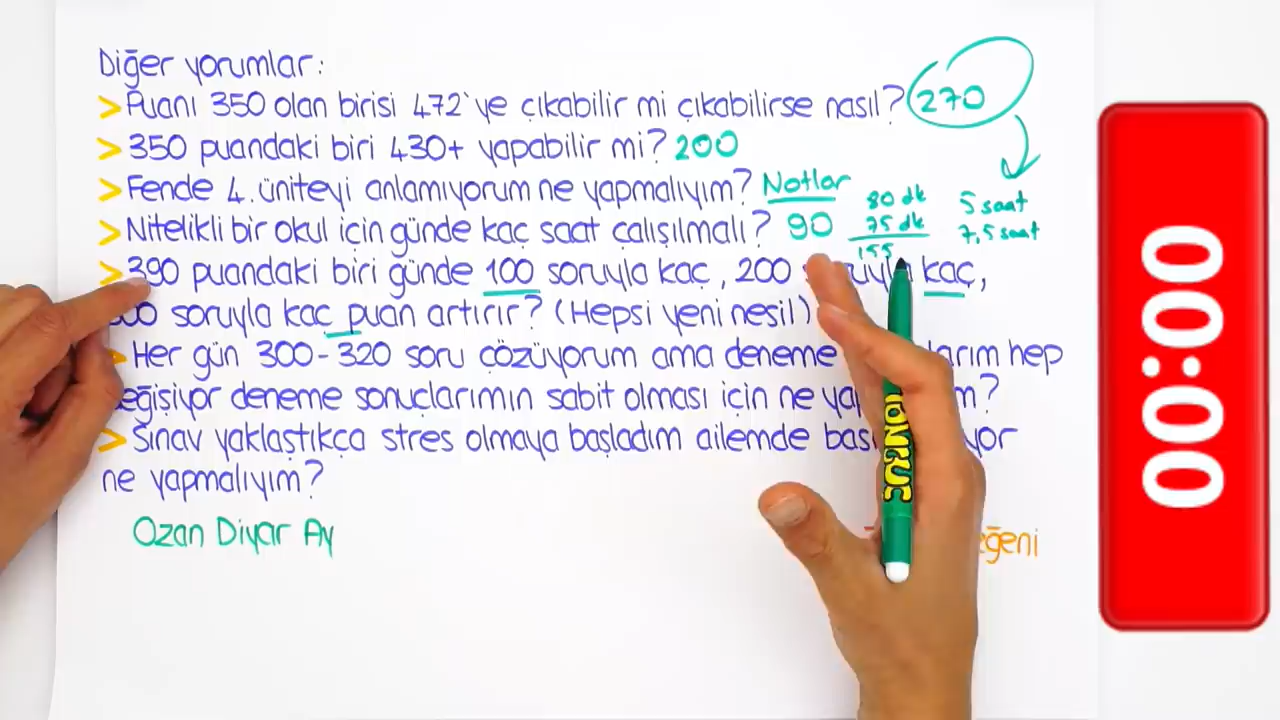 Diğer yorumlar:
> Puanı 350 olan birisi 472'ye çıkabilir mi çıkabilirse nasıl? 270
> 350 puandaki biri 430+ yapabilir mi? 200
> Fende 4. üniteyi anlamıyorum ne yapmalıyım? Notlar
80 dk 5 saat
> Nitelikli bir okul için günde kaç saat çalışılmalı? 90 75 dk 7,5 saat
155
> 390 puandaki biri günde 100 soruyla kaç, 200 soruyla kaç,
soruyla kaç puan artırır? (Hepsi yeni nesil)
> Her gün 300-320 soru çözüyorum ama deneme hep
değişiyor deneme sonuçlarımın sabit olması için ne
> Sınav yaklaştıkça stres olmaya başladım ailemde
ne yapmalıyım?
Ozan Diyar Ay
00:00